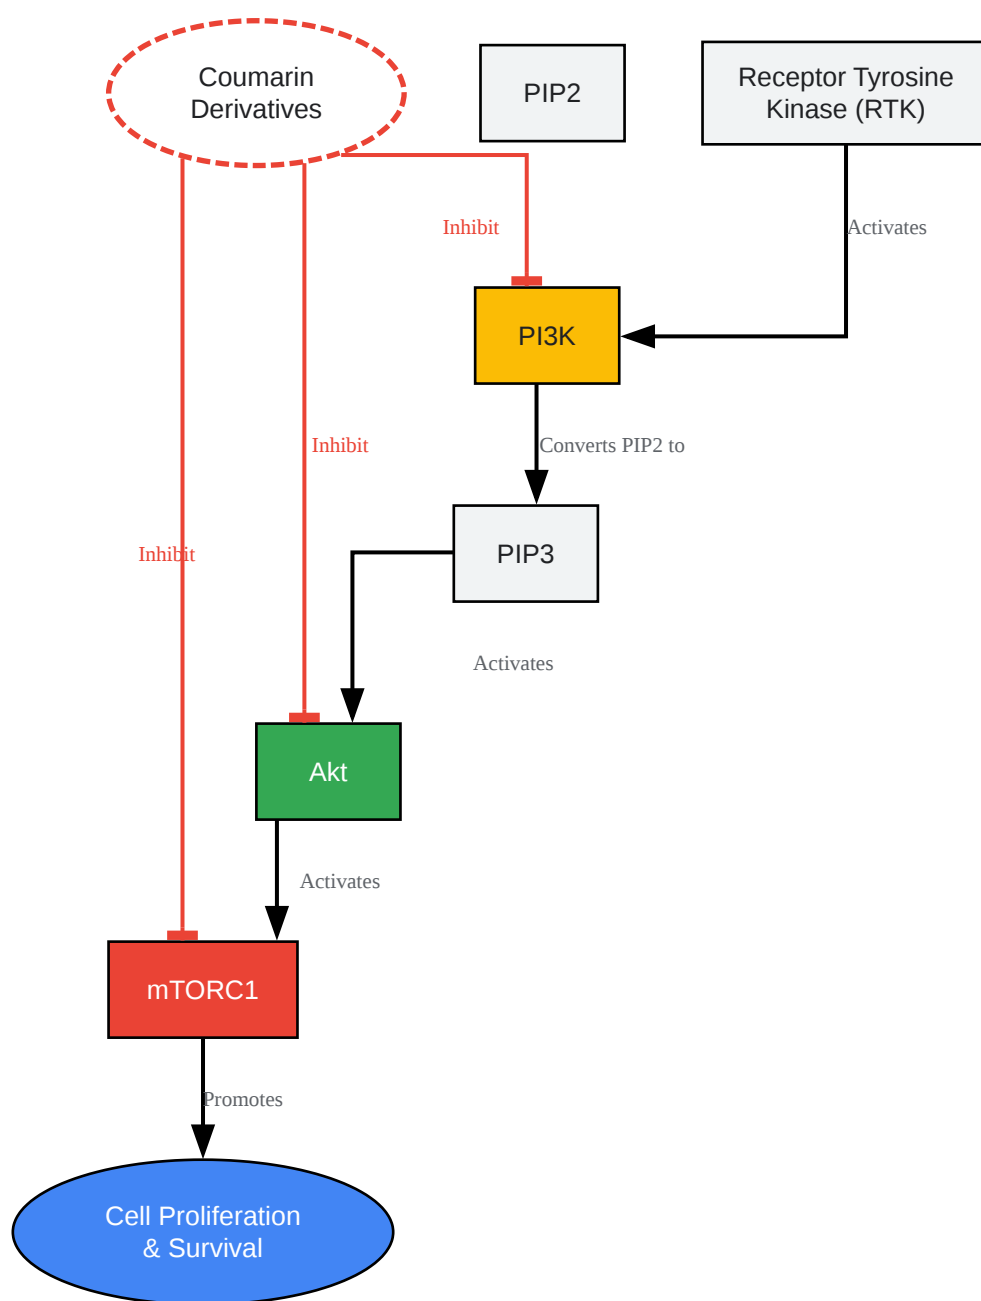 Coumarin
Derivatives
PIP2
Receptor Tyrosine
Kinase (RTK)
Inhibit
Activates
PI3K
Inhibit
Converts PIP2 to
Inhibit
PIP3
Activates
Akt
Activates
mTORC1
Promotes
Cell Proliferation
& Survival